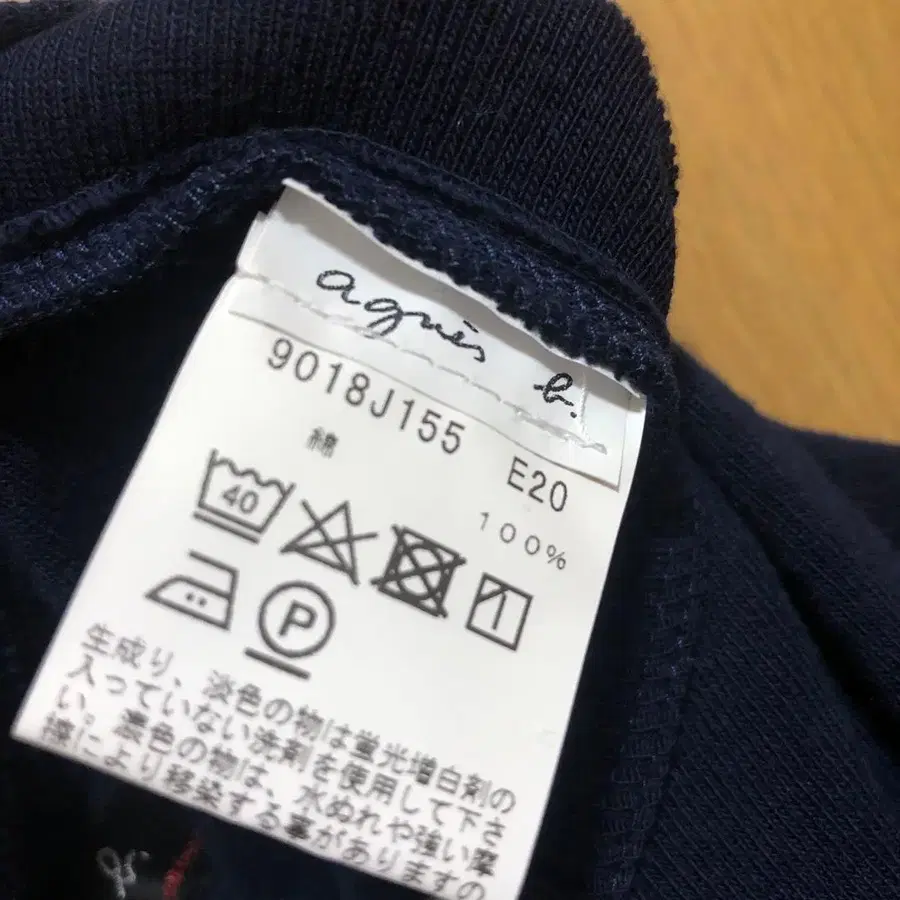 agnès b.
9018J155 E20
綿 100%
40
P
生成り、淡色の物は蛍光増白剤の
入っていない洗剤を使用して下さ
い。濃色の物は、水ぬれや強い摩
擦により移染する事がありますの